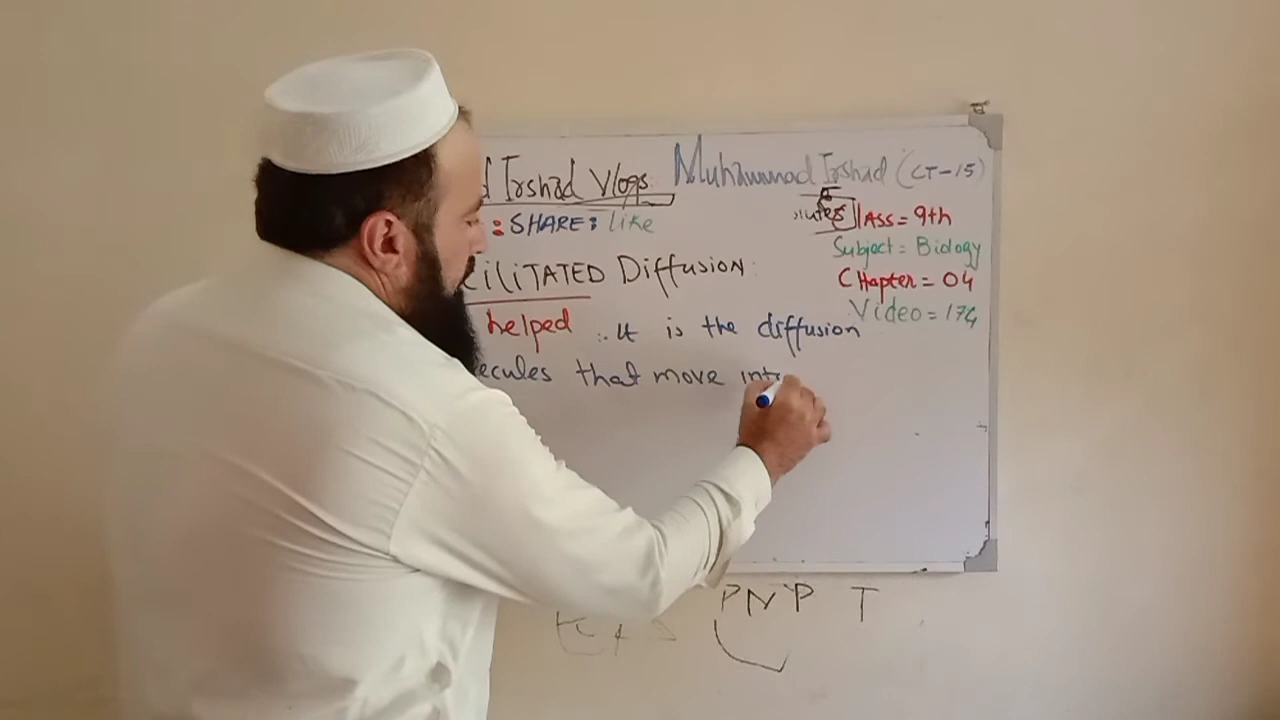 Irshad Vlogs Muhammad Irshad (CT-15)
: SHARE: like
class = 9th
Subject = Biology
CILITATED Diffusion
CHapter = 04
helped ∴ It is the diffusion
Video = 174
ecules that move into
PNP T